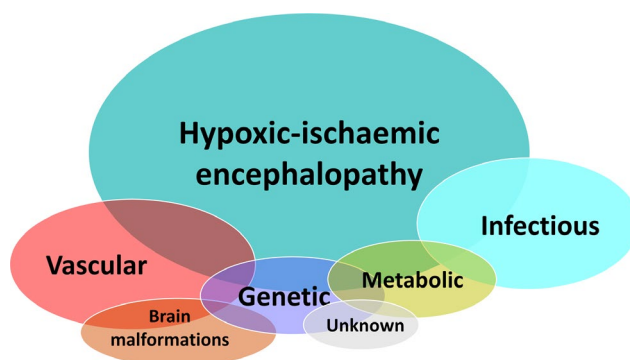 Hypoxic-ischaemic
encephalopathy
Infectious
Vascular
Metabolic
Genetic
Brain
malformations
Unknown